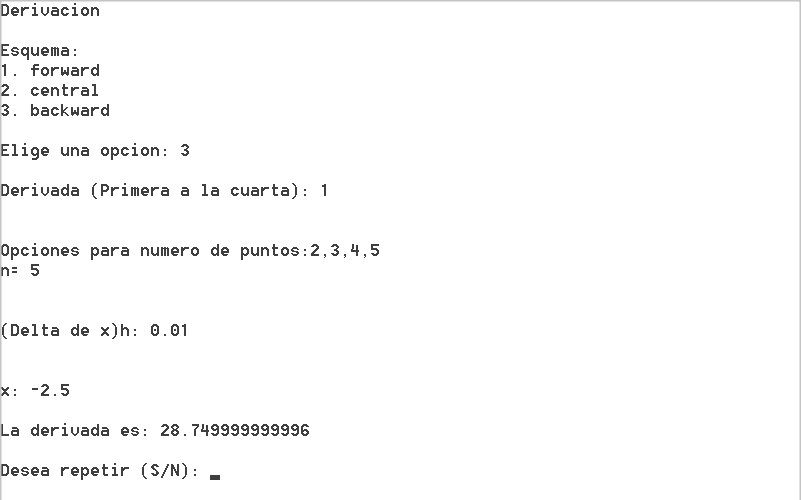 Derivacion
Esquema:
1. forward
2. central
3. backward
Elige una opcion: 3
Derivada (Primera a la cuarta): 1
Opciones para numero de puntos:2,3,4,5
n= 5
(Delta de x)h: 0.01
x: -2.5
La derivada es: 28.749999999996
Desea repetir (S/N): _